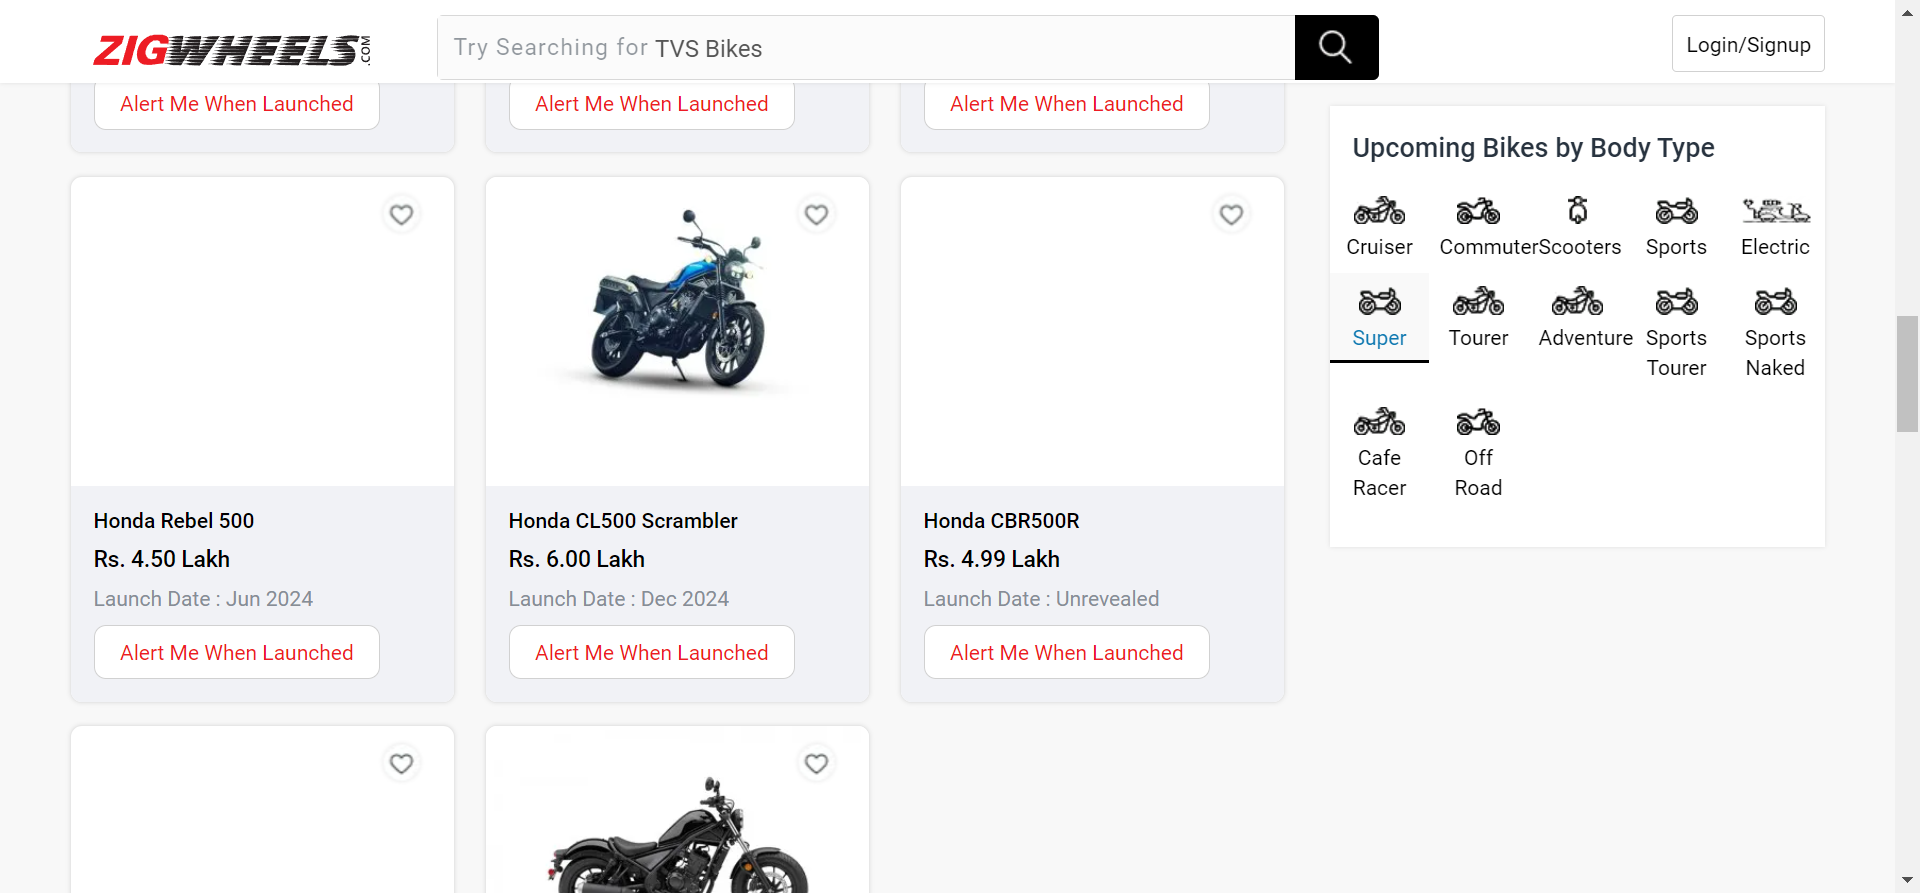 ZIGWHEELS.COM
Try Searching for TVS Bikes
Login/Signup
Alert Me When Launched
Alert Me When Launched
Alert Me When Launched
Honda Rebel 500
Rs. 4.50 Lakh
Launch Date : Jun 2024
Alert Me When Launched
Honda CL500 Scrambler
Rs. 6.00 Lakh
Launch Date : Dec 2024
Alert Me When Launched
Honda CBR500R
Rs. 4.99 Lakh
Launch Date : Unrevealed
Alert Me When Launched
Upcoming Bikes by Body Type
Cruiser
Commuter
Scooters
Sports
Electric
Super
Tourer
Adventure
Sports
Tourer
Sports
Naked
Cafe
Racer
Off
Road